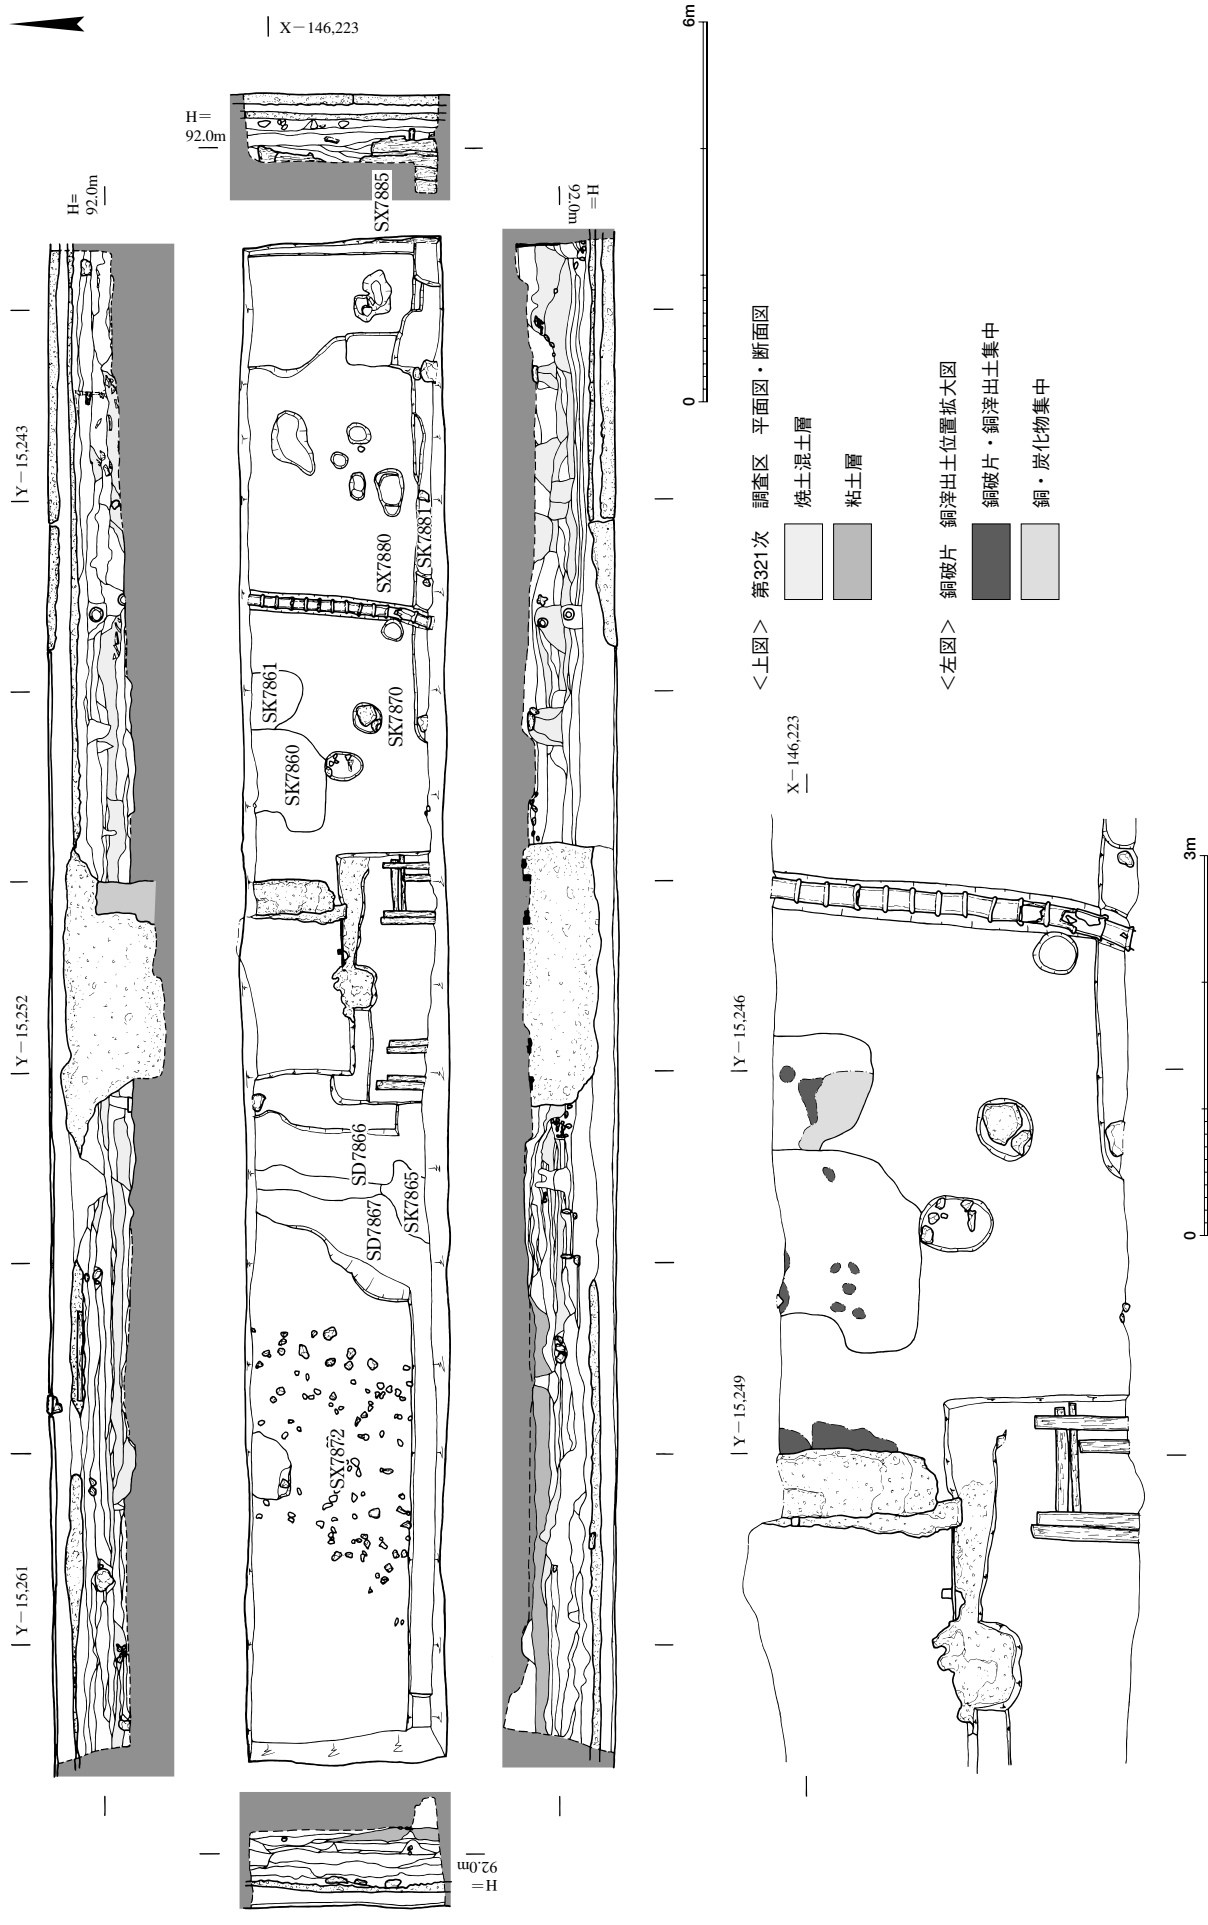 X－146,223
H＝
92.0m
H=
92.0m
H=
92.0m
SX7885
Y－15,243
SX7880
SK7881
SK7861
SK7870
SK7860
Y－15,252
SD7866
SK7865
SD7867
SX7872
Y－15,261
H=
92.0m
6m
0
＜上図＞　第321次　調査区　平面図・断面図
焼土混土層
粘土層
＜左図＞　銅破片　銅滓出土位置拡大図
銅破片・銅滓出土集中
銅・炭化物集中
X－146,223
Y－15,246
Y－15,249
3m
0